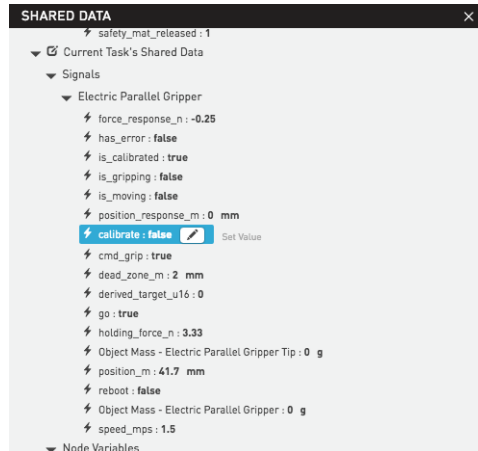 SHARED DATA
safety_mat_released : 1
Current Task's Shared Data
Signals
Electric Parallel Gripper
force_response_n : -0.25
has_error : false
is_calibrated : true
is_gripping : false
is_moving : false
position_response_m : 0 mm
calibrate : false Set Value
cmd_grip : true
dead_zone_m : 2 mm
derived_target_u16 : 0
go : true
holding_force_n : 3.33
Object Mass - Electric Parallel Gripper Tip : 0 g
position_m : 41.7 mm
reboot : false
Object Mass - Electric Parallel Gripper : 0 g
speed_mps : 1.5
Node Variables